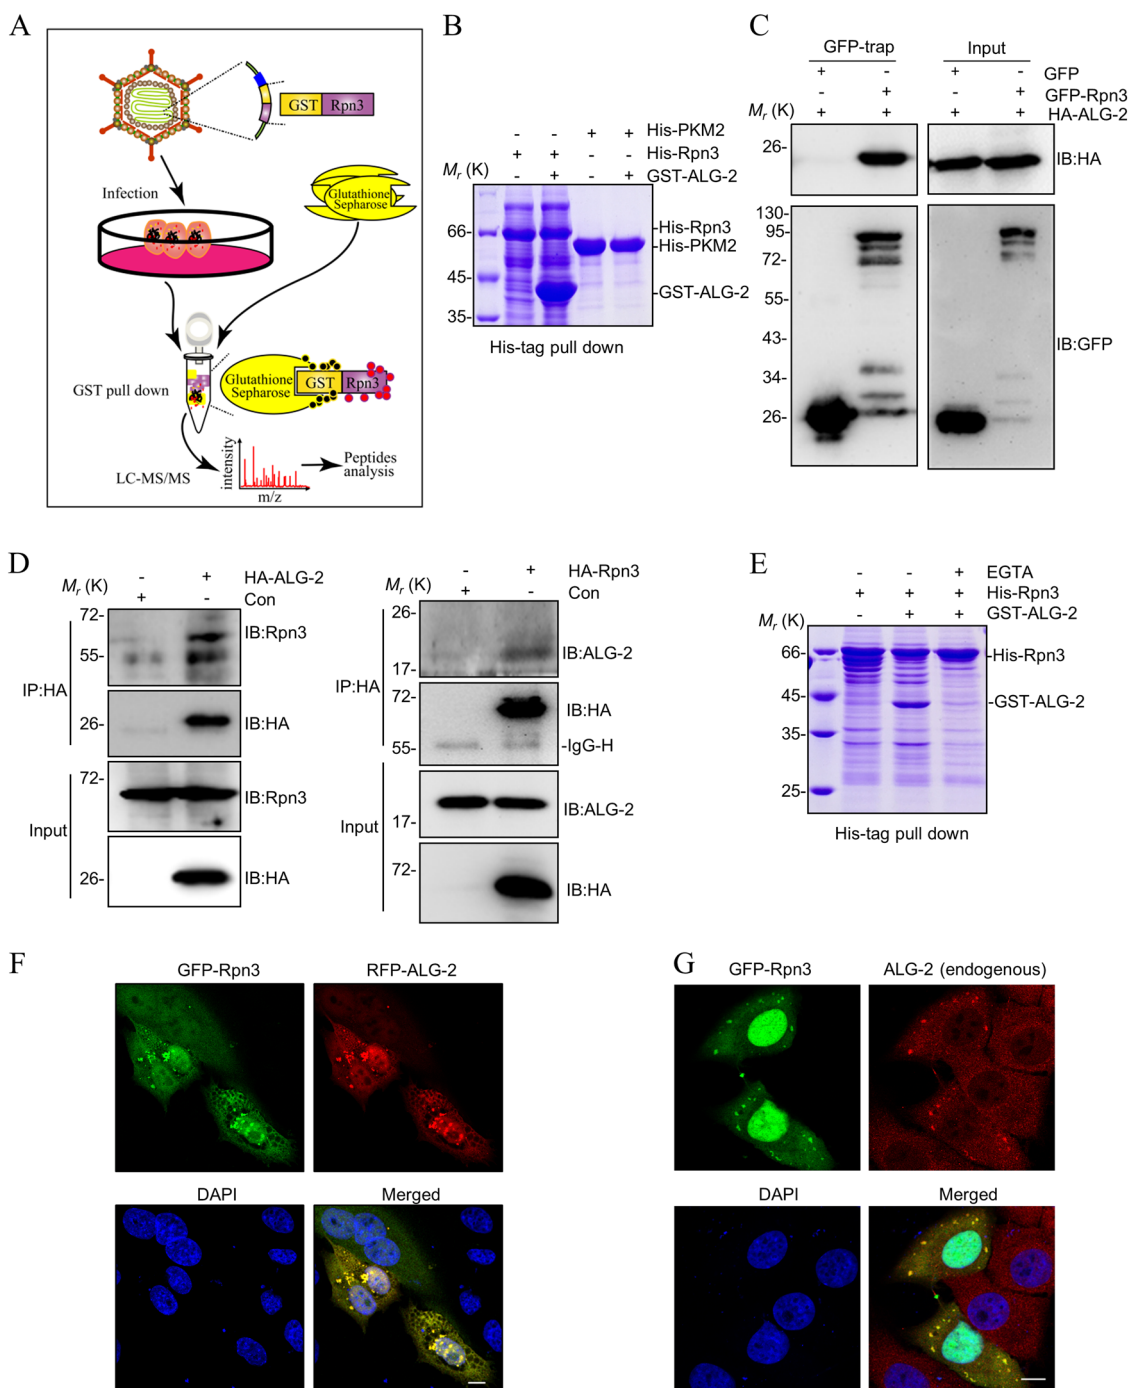 A
GST Rpn3
Infection
Glutathione
Sepharose
GST pull down
Glutathione
Sepharose
GST Rpn3
LC-MS/MS
intensity
m/z
Peptides
analysis
B
- - + + His-PKM2
+ + - - His-Rpn3
Mr (K) - + - + GST-ALG-2
66-
45-
35-
-His-Rpn3
-His-PKM2
-GST-ALG-2
His-tag pull down
C
GFP-trap Input
+ - + - GFP
- + - + GFP-Rpn3
Mr (K) + + + + HA-ALG-2
26-
IB:HA
130-
95-
72-
55-
43-
34-
26-
IB:GFP
D
- + HA-ALG-2
Mr (K) + - Con
72-
55-
IB:Rpn3
IP:HA
26-
IB:HA
72-
IB:Rpn3
Input
26-
IB:HA
- + HA-Rpn3
Mr (K) + - Con
26-
17-
IB:ALG-2
IP:HA
72-
55-
IB:HA
-IgG-H
17-
IB:ALG-2
Input
72-
IB:HA
E
- - + EGTA
+ + + His-Rpn3
Mr (K) - + + GST-ALG-2
66-
45-
35-
25-
-His-Rpn3
-GST-ALG-2
His-tag pull down
F
GFP-Rpn3 RFP-ALG-2
DAPI Merged
G
GFP-Rpn3 ALG-2 (endogenous)
DAPI Merged